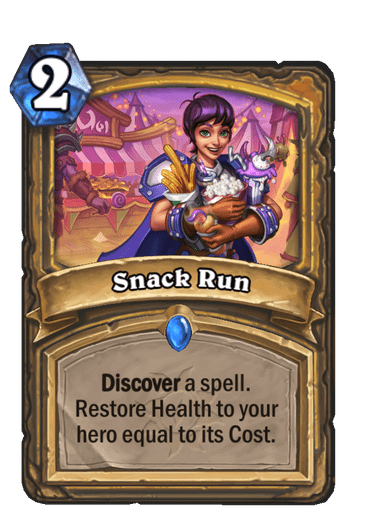 2
Snack Run
Discover a spell.
Restore Health to your
hero equal to its Cost.